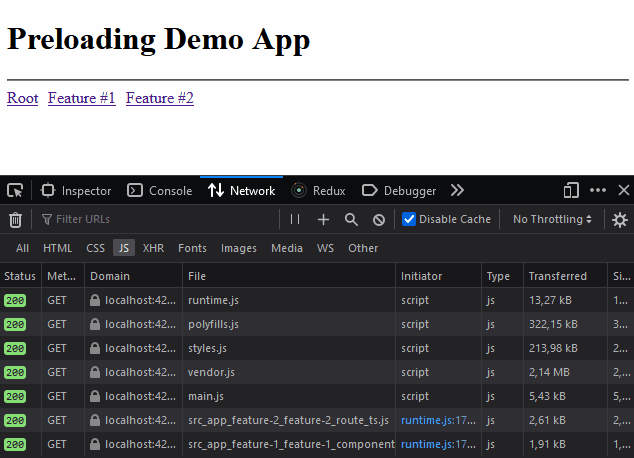 Preloading Demo App
Root Feature #1 Feature #2
Inspector Console Network Redux Debugger
Filter URLs Disable Cache No Throttling
All HTML CSS JS XHR Fonts Images Media WS Other
Status Met... Domain File Initiator Type Transferred Si...
200 GET localhost:42... runtime.js script js 13,27 kB 1...
200 GET localhost:42... polyfills.js script js 322,15 kB 3...
200 GET localhost:42... styles.js script js 213,98 kB 2...
200 GET localhost:42... vendor.js script js 2,14 MB 2,...
200 GET localhost:42... main.js script js 5,43 kB 5,...
200 GET localhost:42... src_app_feature-2_feature-2_route_ts.js runtime.js:17... js 2,61 kB 2,...
200 GET localhost:42... src_app_feature-1_feature-1_component runtime.js:17... js 1,91 kB 1,...